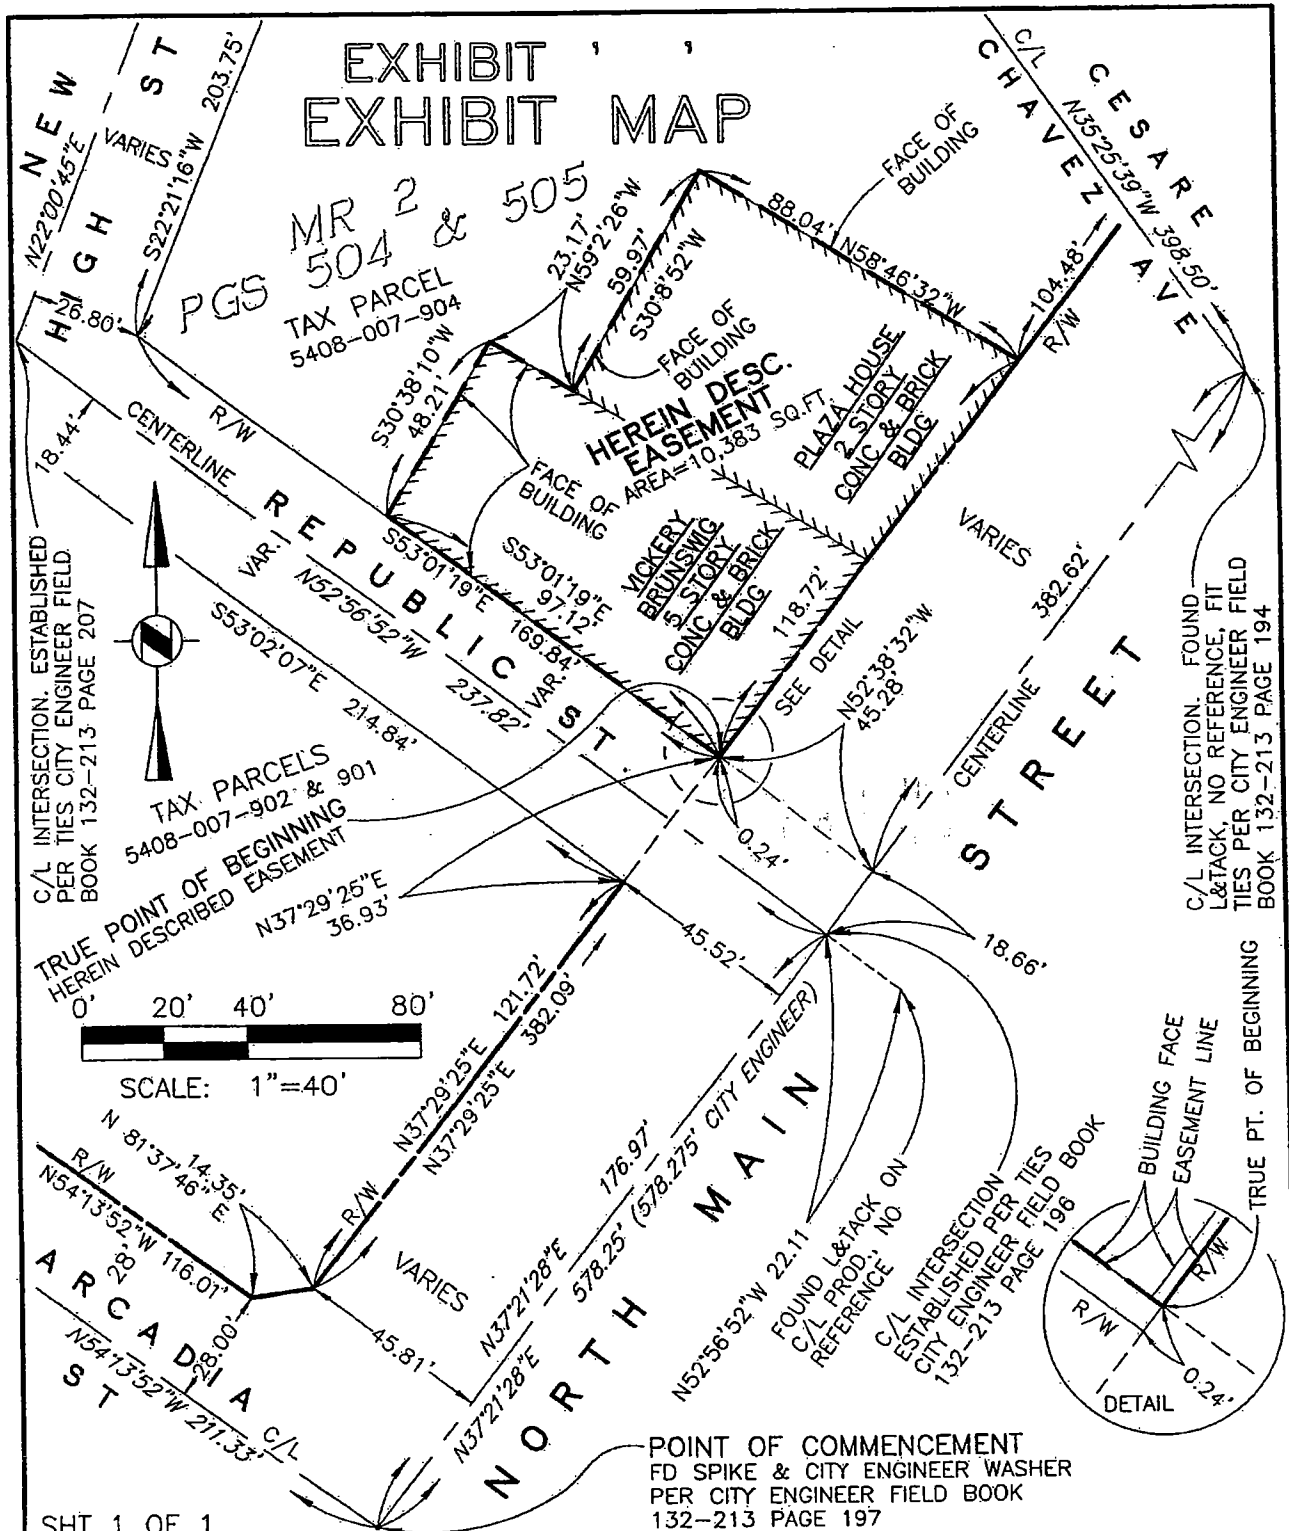 EXHIBIT ' '
EXHIBIT MAP
MR 2
PGS 504 & 505
TAX PARCEL
5408-007-904
NEW
HIGH ST
VARIES
N22°00'45"E
S22°21'16"W 203.75'
26.80'
18.44'
CENTERLINE
R/W
REPUBLIC ST.
VAR.
VAR.
N52°56'52"W
237.82'
S53°01'19"E
169.84'
S53°01'19"E
97.12'
S53°02'07"E 214.84'
S30°38'10"W
48.21'
23.17'
N59°2'26"W
59.97'
S30°8'52"W
88.04' N58°46'32"W
FACE OF
BUILDING
FACE OF
BUILDING
FACE OF
BUILDING
HEREIN DESC.
EASEMENT
AREA=10,383 SQ.FT.
PLAZA HOUSE
2 STORY
CONC & BRICK
BLDG
VICKERY
BRUNSWIG
5 STORY
CONC & BRICK
BLDG
118.72'
104.48'
R/W
C/L
CESARE
CHAVEZ AVE
N35°25'39"W 398.50'
VARIES
382.62'
CENTERLINE
SEE DETAIL
N52°38'32"W
45.28'
0.24'
18.66'
45.52'
C/L INTERSECTION. ESTABLISHED
PER TIES CITY ENGINEER FIELD
BOOK 132-213 PAGE 207
C/L INTERSECTION. FOUND
L&TACK, NO REFERENCE, FIT
TIES PER CITY ENGINEER FIELD
BOOK 132-213 PAGE 194
TAX PARCELS
5408-007-902 & 901
TRUE POINT OF BEGINNING
HEREIN DESCRIBED EASEMENT
N37°29'25"E
36.93'
0' 20' 40' 80'
SCALE: 1"=40'
N37°29'25"E 121.72'
N37°29'25"E 382.09'
R/W
N 81°37'46" E
14.35'
R/W
N54°13'52"W 116.01'
28.8
28.00'
ARCADIA
ST
N54°13'52"W 211.33'
C/L
VARIES
45.81'
N37°21'28"E 176.97'
N37°21'28"E 578.25' (578.275' CITY ENGINEER)
NORTH MAIN STREET
N52°56'52"W 22.11
FOUND L&TACK ON
C/L PROD., NO
REFERENCE
C/L INTERSECTION
ESTABLISHED PER TIES
CITY ENGINEER FIELD BOOK
132-213 PAGE 196
BUILDING FACE
EASEMENT LINE
TRUE PT. OF BEGINNING
R/W
R/W
0.24'
DETAIL
POINT OF COMMENCEMENT
FD SPIKE & CITY ENGINEER WASHER
PER CITY ENGINEER FIELD BOOK
132-213 PAGE 197
SHT 1 OF 1